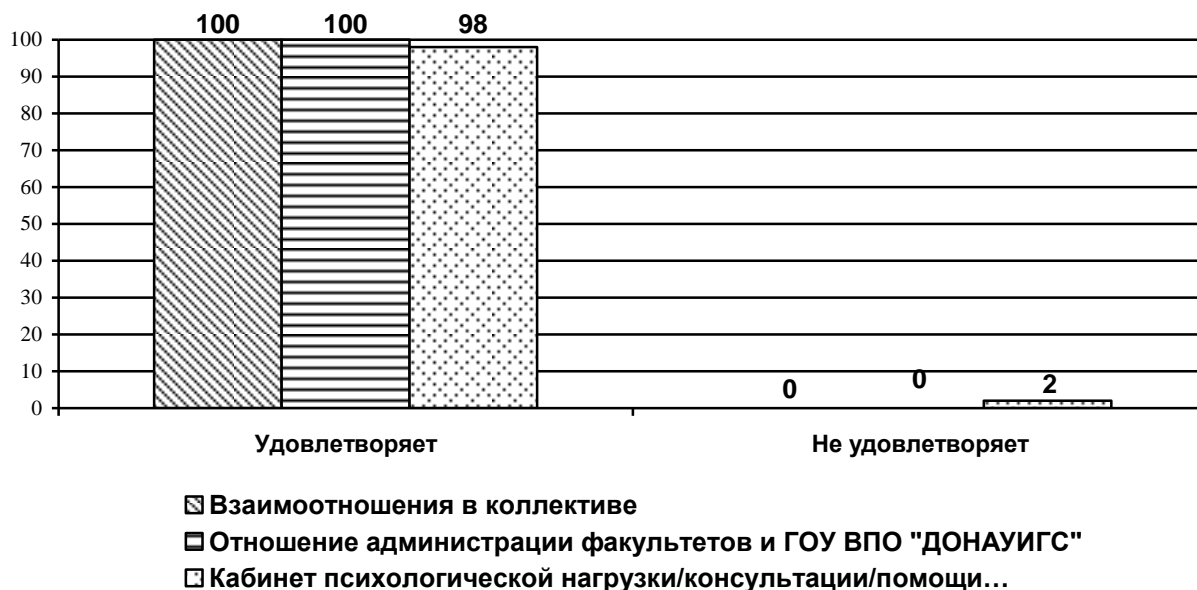 100 100 98
100
90
80
70
60
50
40
30
20
10
0
0 0 2
Удовлетворяет Не удовлетворяет
Взаимоотношения в коллективе
Отношение администрации факультетов и ГОУ ВПО "ДОНАУИГС"
Кабинет психологической нагрузки/консультации/помощи…